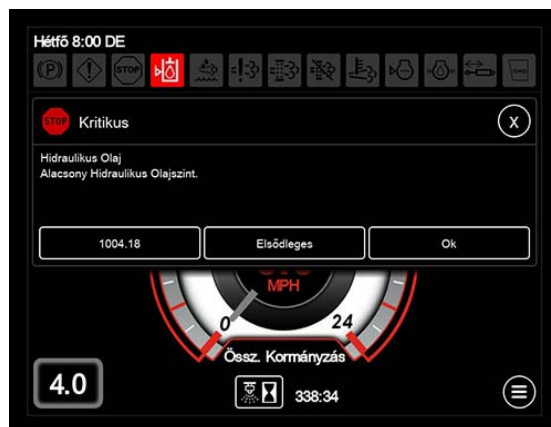 Hétfő 8:00 DE
STOP
STOP
Kritikus
X
Hidraulikus Olaj
Alacsony Hidraulikus Olajszint.
1004.18
Elsődleges
Ok
MPH
0
24
Össz. Kormányzás
4.0
338:34